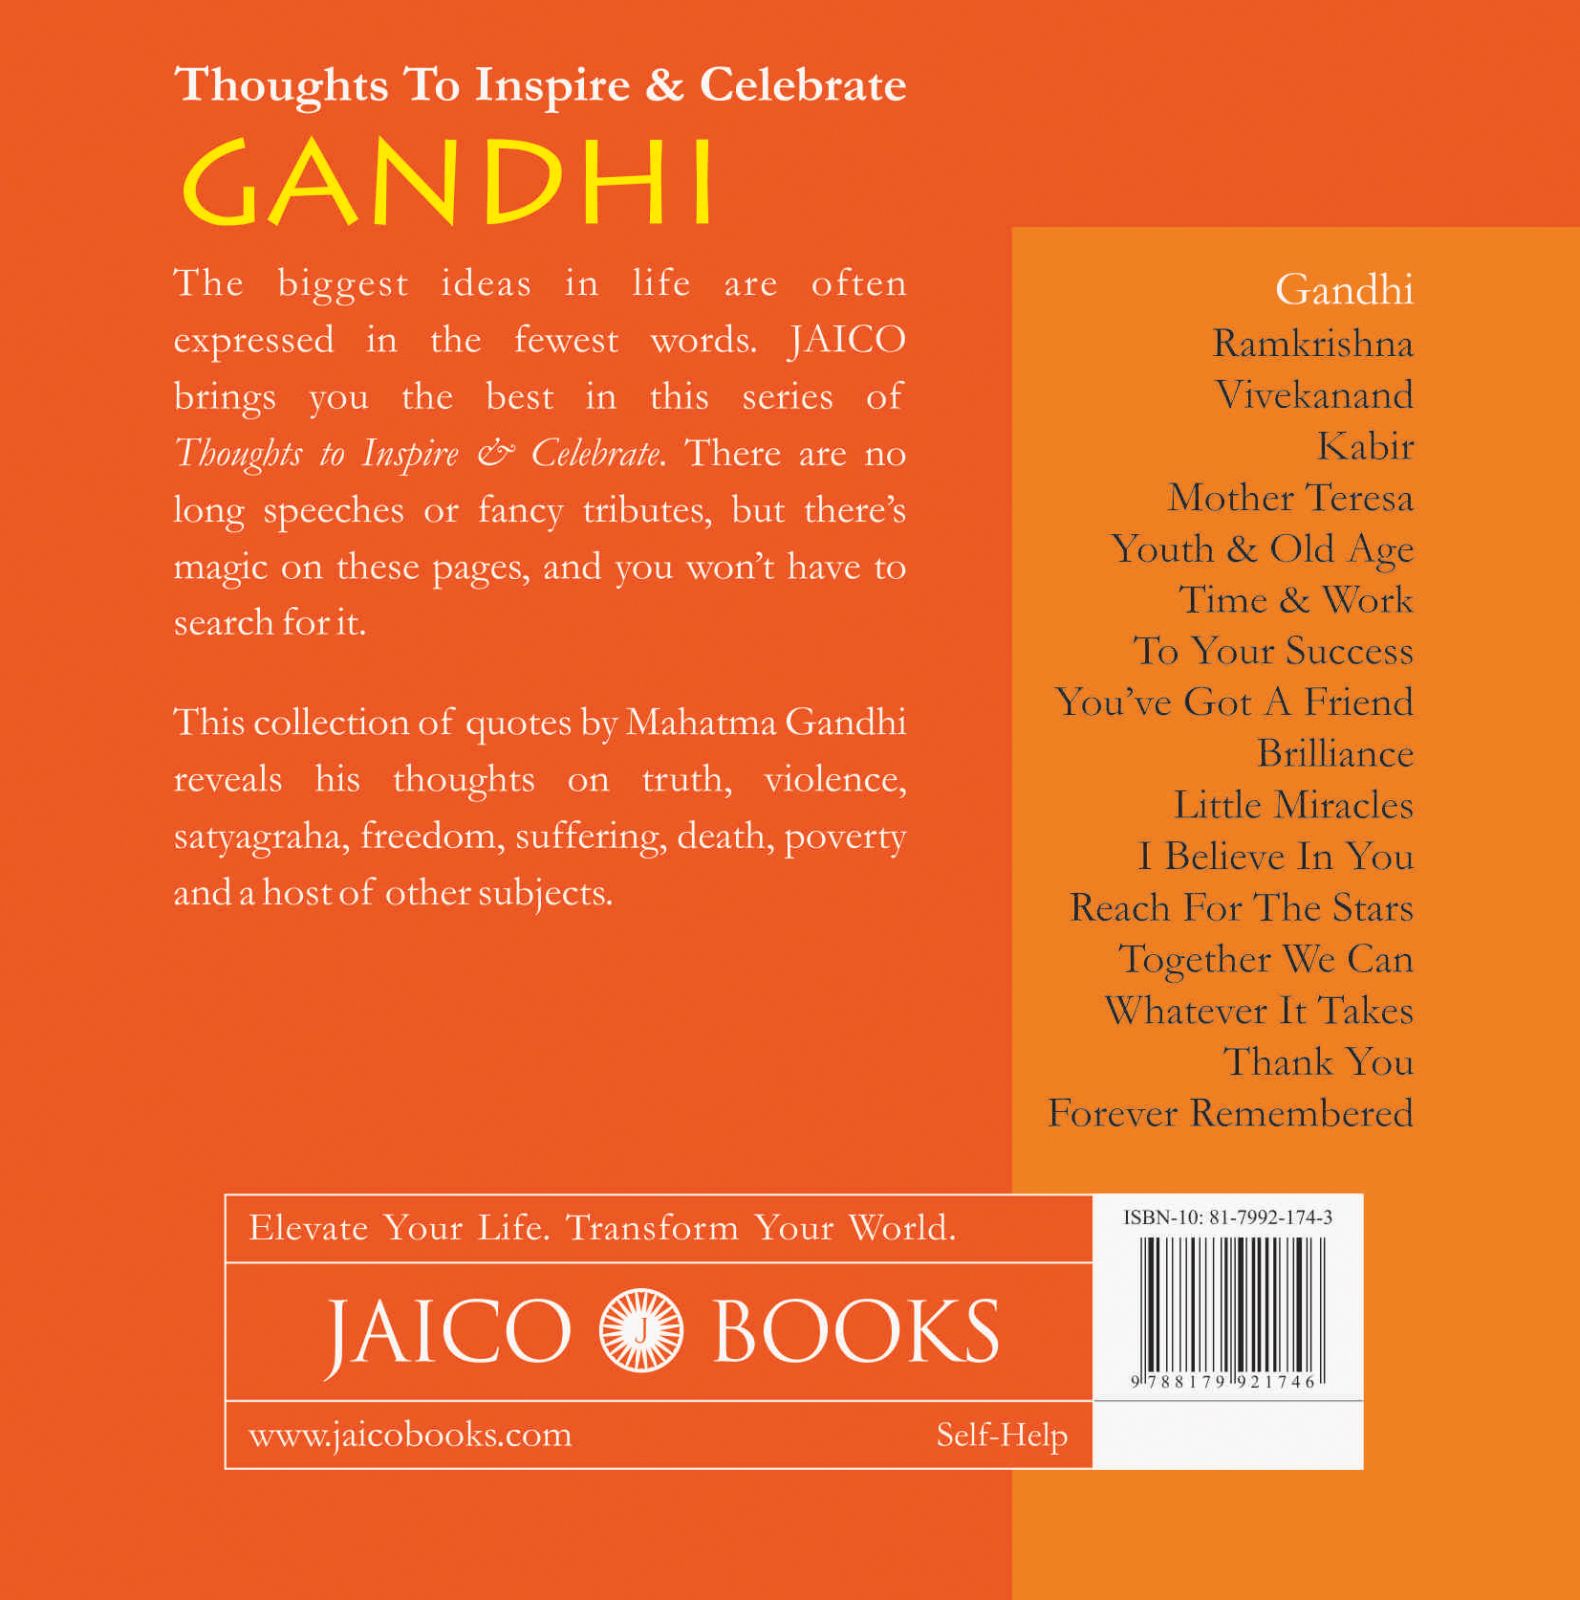 Thoughts To Inspire & Celebrate
GANDHI
The biggest ideas in life are often
expressed in the fewest words. JAICO
brings you the best in this series of
Thoughts to Inspire & Celebrate. There are no
long speeches or fancy tributes, but there’s
magic on these pages, and you won’t have to
search for it.
This collection of quotes by Mahatma Gandhi
reveals his thoughts on truth, violence,
satyagraha, freedom, suffering, death, poverty
and a host of other subjects.
Gandhi
Ramkrishna
Vivekanand
Kabir
Mother Teresa
Youth & Old Age
Time & Work
To Your Success
You’ve Got A Friend
Brilliance
Little Miracles
I Believe In You
Reach For The Stars
Together We Can
Whatever It Takes
Thank You
Forever Remembered
Elevate Your Life. Transform Your World.
JAICO J BOOKS
www.jaicobooks.com
Self-Help
ISBN-10: 81-7992-174-3
9 788179 921746